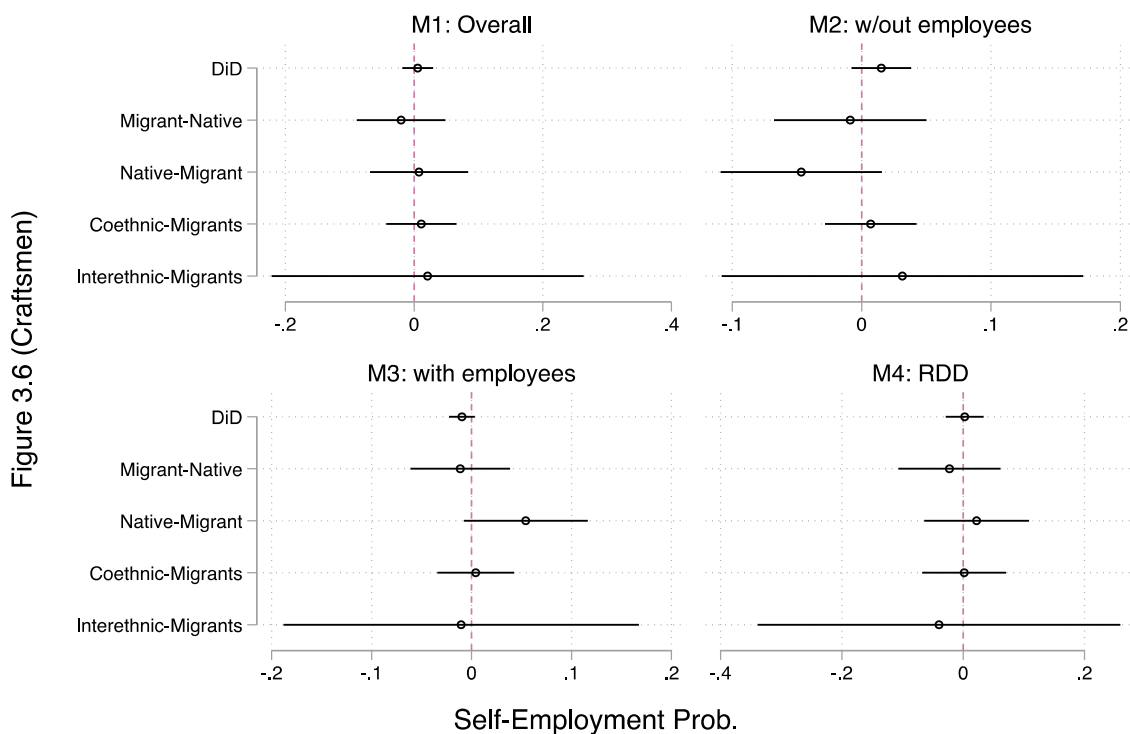 Figure 3.6 (Craftsmen)
M1: Overall
DiD
Migrant-Native
Native-Migrant
Coethnic-Migrants
Interethnic-Migrants
-.2 0 .2 .4
M2: w/out employees
-.1 0 .1 .2
M3: with employees
DiD
Migrant-Native
Native-Migrant
Coethnic-Migrants
Interethnic-Migrants
-.2 -.1 0 .1 .2
M4: RDD
-.4 -.2 0 .2
Self-Employment Prob.